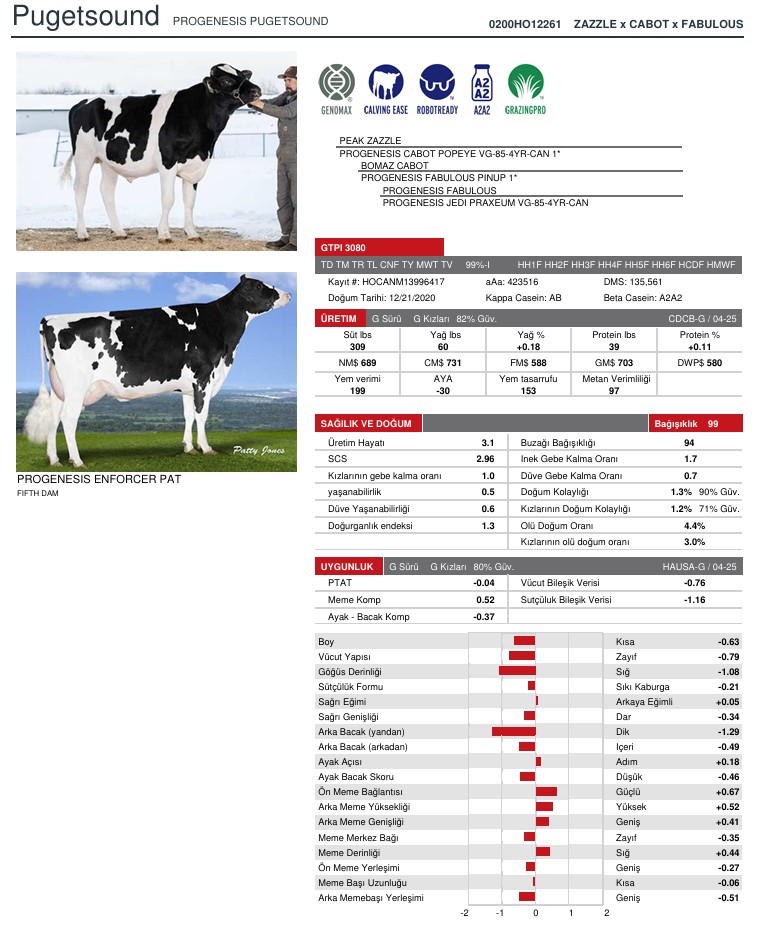 Pugetsound PROGENESIS PUGETSOUND 0200HO12261 ZAZZLE x CABOT x FABULOUS
GENOMAX CALVING EASE ROBOTREADY A2A2 GRAZINGPRO
A2 A2
PEAK ZAZZLE
PROGENESIS CABOT POPEYE VG-85-4YR-CAN 1*
BOMAZ CABOT
PROGENESIS FABULOUS PINUP 1*
PROGENESIS FABULOUS
PROGENESIS JEDI PRAXEUM VG-85-4YR-CAN
Patty Jones
PROGENESIS ENFORCER PAT
FIFTH DAM
GTPI 3080
TD TM TR TL CNF TY MWT TV 99%-I HH1F HH2F HH3F HH4F HH5F HH6F HCDF HMWF
Kayıt #: HOCANM13996417 aAa: 423516 DMS: 135,561
Doğum Tarihi: 12/21/2020 Kappa Casein: AB Beta Casein: A2A2
ÜRETIM G Sürü G Kızları 82% Güv. CDCB-G / 04-25
Süt lbs Yağ lbs Yağ % Protein lbs Protein %
309 60 +0.18 39 +0.11
NM$ 689 CM$ 731 FM$ 588 GM$ 703 DWP$ 580
Yem verimi AYA Yem tasarrufu Metan Verimliliği
199 -30 153 97
SAĞILIK VE DOĞUM Bağışıklık 99
Üretim Hayatı 3.1 Buzağı Bağışıklığı 94
SCS 2.96 Inek Gebe Kalma Oranı 1.7
Kızlarının gebe kalma oranı 1.0 Düve Gebe Kalma Oranı 0.7
yaşanabilirlik 0.5 Doğum Kolaylığı 1.3% 90% Güv.
Düve Yaşanabilirliği 0.6 Kızlarının Doğum Kolaylığı 1.2% 71% Güv.
Doğurganlık endeksi 1.3 Olü Doğum Oranı 4.4%
Kızlarının olü doğum oranı 3.0%
UYGUNLUK G Sürü G Kızları 80% Güv. HAUSA-G / 04-25
PTAT -0.04 Vücut Bileşik Verisi -0.76
Meme Komp 0.52 Sutçüluk Bileşik Verisi -1.16
Ayak - Bacak Komp -0.37
Boy Kısa -0.63
Vücut Yapısı Zayıf -0.79
Göğüs Derinliği Sığ -1.08
Sütçülük Formu Sıkı Kaburga -0.21
Sağrı Eğimi Arkaya Eğimli +0.05
Sağrı Genişliği Dar -0.34
Arka Bacak (yandan) Dik -1.29
Arka Bacak (arkadan) Içeri -0.49
Ayak Açısı Adım +0.18
Ayak Bacak Skoru Düşük -0.46
Ön Meme Bağlantısı Güçlü +0.67
Arka Meme Yüksekliği Yüksek +0.52
Arka Meme Genişliği Geniş +0.41
Meme Merkez Bağı Zayıf -0.35
Meme Derinliği Sığ +0.44
Ön Meme Yerleşimi Geniş -0.27
Meme Başı Uzunluğu Kısa -0.06
Arka Memebaşı Yerleşimi Geniş -0.51
-2 -1 0 1 2